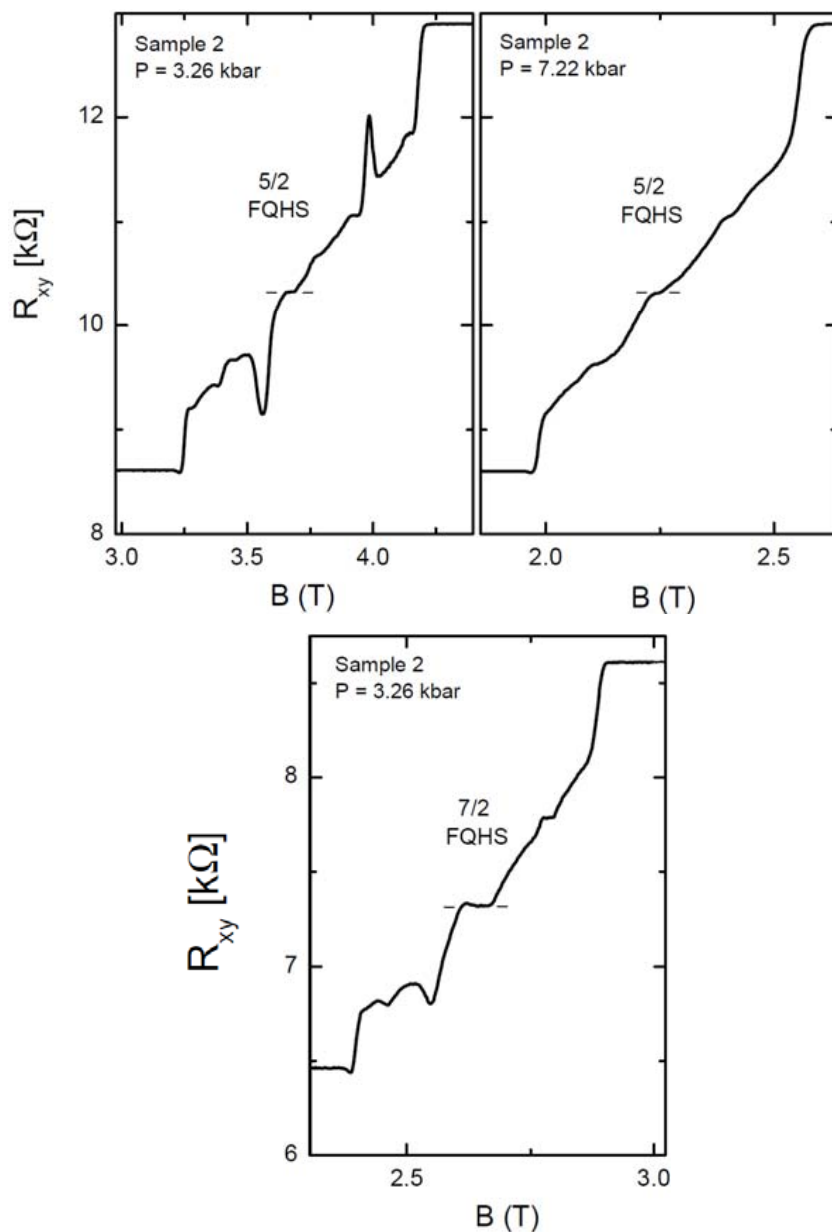 Sample 2
P = 3.26 kbar
5/2
FQHS
R_xy [kΩ]
12
10
8
3.0 3.5 4.0
B (T)
Sample 2
P = 7.22 kbar
5/2
FQHS
2.0 2.5
B (T)
Sample 2
P = 3.26 kbar
7/2
FQHS
R_xy [kΩ]
8
7
6
2.5 3.0
B (T)